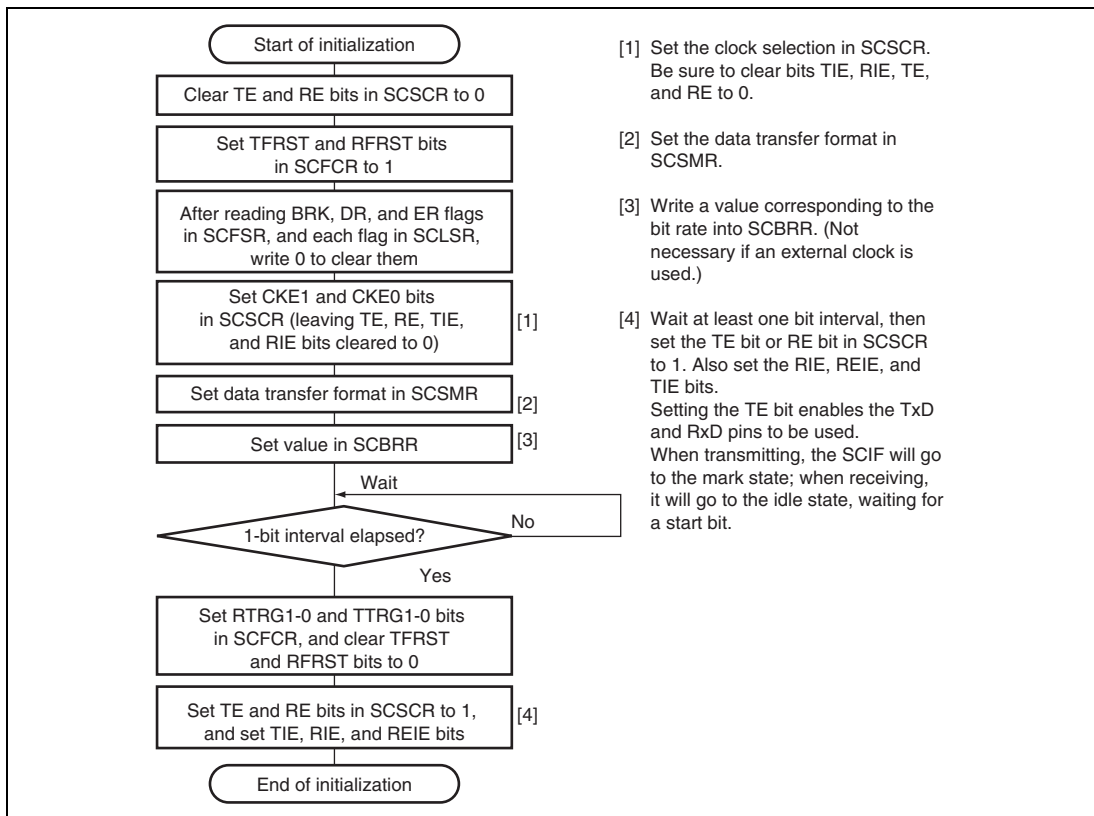 Start of initialization
Clear TE and RE bits in SCSCR to 0
Set TFRST and RFRST bits
in SCFCR to 1
After reading BRK, DR, and ER flags
in SCFSR, and each flag in SCLSR,
write 0 to clear them
Set CKE1 and CKE0 bits
in SCSCR (leaving TE, RE, TIE,
and RIE bits cleared to 0)
[1]
Set data transfer format in SCSMR
[2]
Set value in SCBRR
[3]
Wait
1-bit interval elapsed?
No
Yes
Set RTRG1-0 and TTRG1-0 bits
in SCFCR, and clear TFRST
and RFRST bits to 0
Set TE and RE bits in SCSCR to 1,
and set TIE, RIE, and REIE bits
[4]
End of initialization
[1] Set the clock selection in SCSCR.
Be sure to clear bits TIE, RIE, TE,
and RE to 0.
[2] Set the data transfer format in
SCSMR.
[3] Write a value corresponding to the
bit rate into SCBRR. (Not
necessary if an external clock is
used.)
[4] Wait at least one bit interval, then
set the TE bit or RE bit in SCSCR
to 1. Also set the RIE, REIE, and
TIE bits.
Setting the TE bit enables the TxD
and RxD pins to be used.
When transmitting, the SCIF will go
to the mark state; when receiving,
it will go to the idle state, waiting for
a start bit.